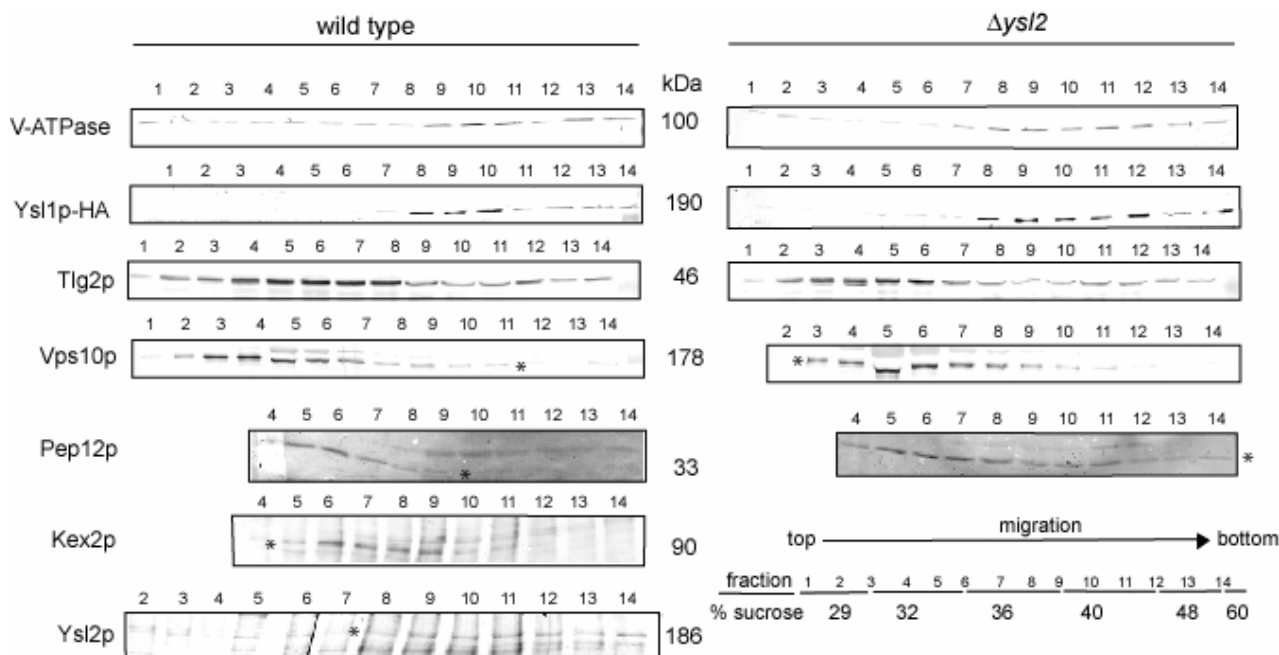 wild type
Δysl2
1 2 3 4 5 6 7 8 9 10 11 12 13 14
kDa
1 2 3 4 5 6 7 8 9 10 11 12 13 14
V-ATPase
100
1 2 3 4 5 6 7 8 9 10 11 12 13 14
1 2 3 4 5 6 7 8 9 10 11 12 13 14
Ysl1p-HA
190
1 2 3 4 5 6 7 8 9 10 11 12 13 14
1 2 3 4 5 6 7 8 9 10 11 12 13 14
Tlg2p
46
1 2 3 4 5 6 7 8 9 10 11 12 13 14
2 3 4 5 6 7 8 9 10 11 12 13 14
Vps10p
*
178
*
4 5 6 7 8 9 10 11 12 13 14
4 5 6 7 8 9 10 11 12 13 14
Pep12p
*
33
*
4 5 6 7 8 9 10 11 12 13 14
Kex2p
*
90
top migration bottom
fraction 1 2 3 4 5 6 7 8 9 10 11 12 13 14
% sucrose 29 32 36 40 48 60
2 3 4 5 6 7 8 9 10 11 12 13 14
Ysl2p
*
186